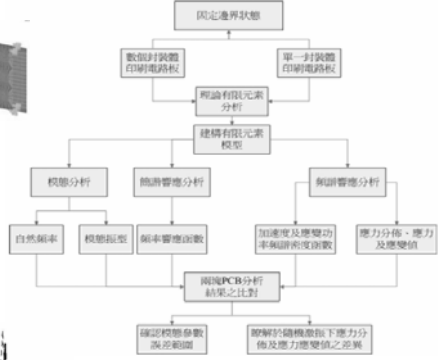 固定邊界狀態
數個封裝體
印刷電路板
單一封裝體
印刷電路板
理論有限元素
分析
建構有限元素
模型
模態分析
簡諧響應分析
頻譜響應分析
自然頻率
模態振型
頻率響應函數
加速度及應變功
率頻譜密度函數
應力分佈、應力
及應變值
兩塊PCB分析
結果之比對
確認模態參數
誤差範圍
瞭解於隨機激振下應力分
佈及應力應變值之差異